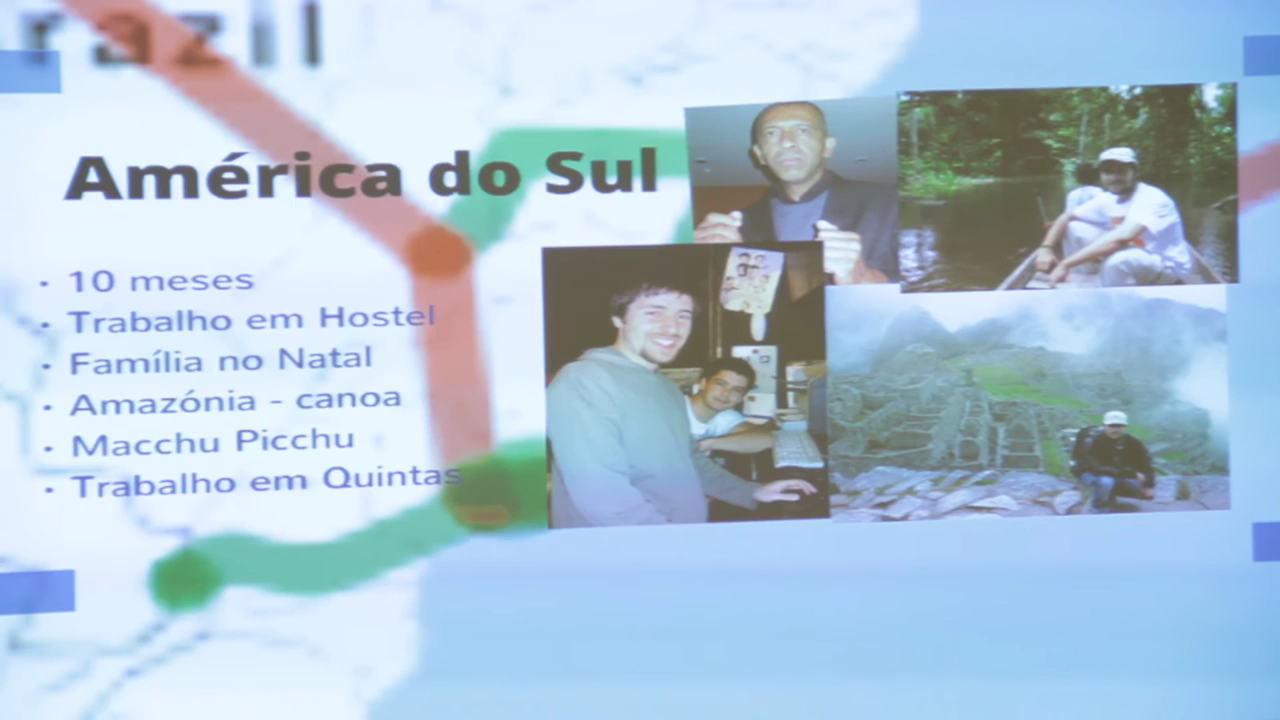 razil
América do Sul
• 10 meses
• Trabalho em Hostel
• Família no Natal
• Amazónia - canoa
• Macchu Picchu
• Trabalho em Quintas